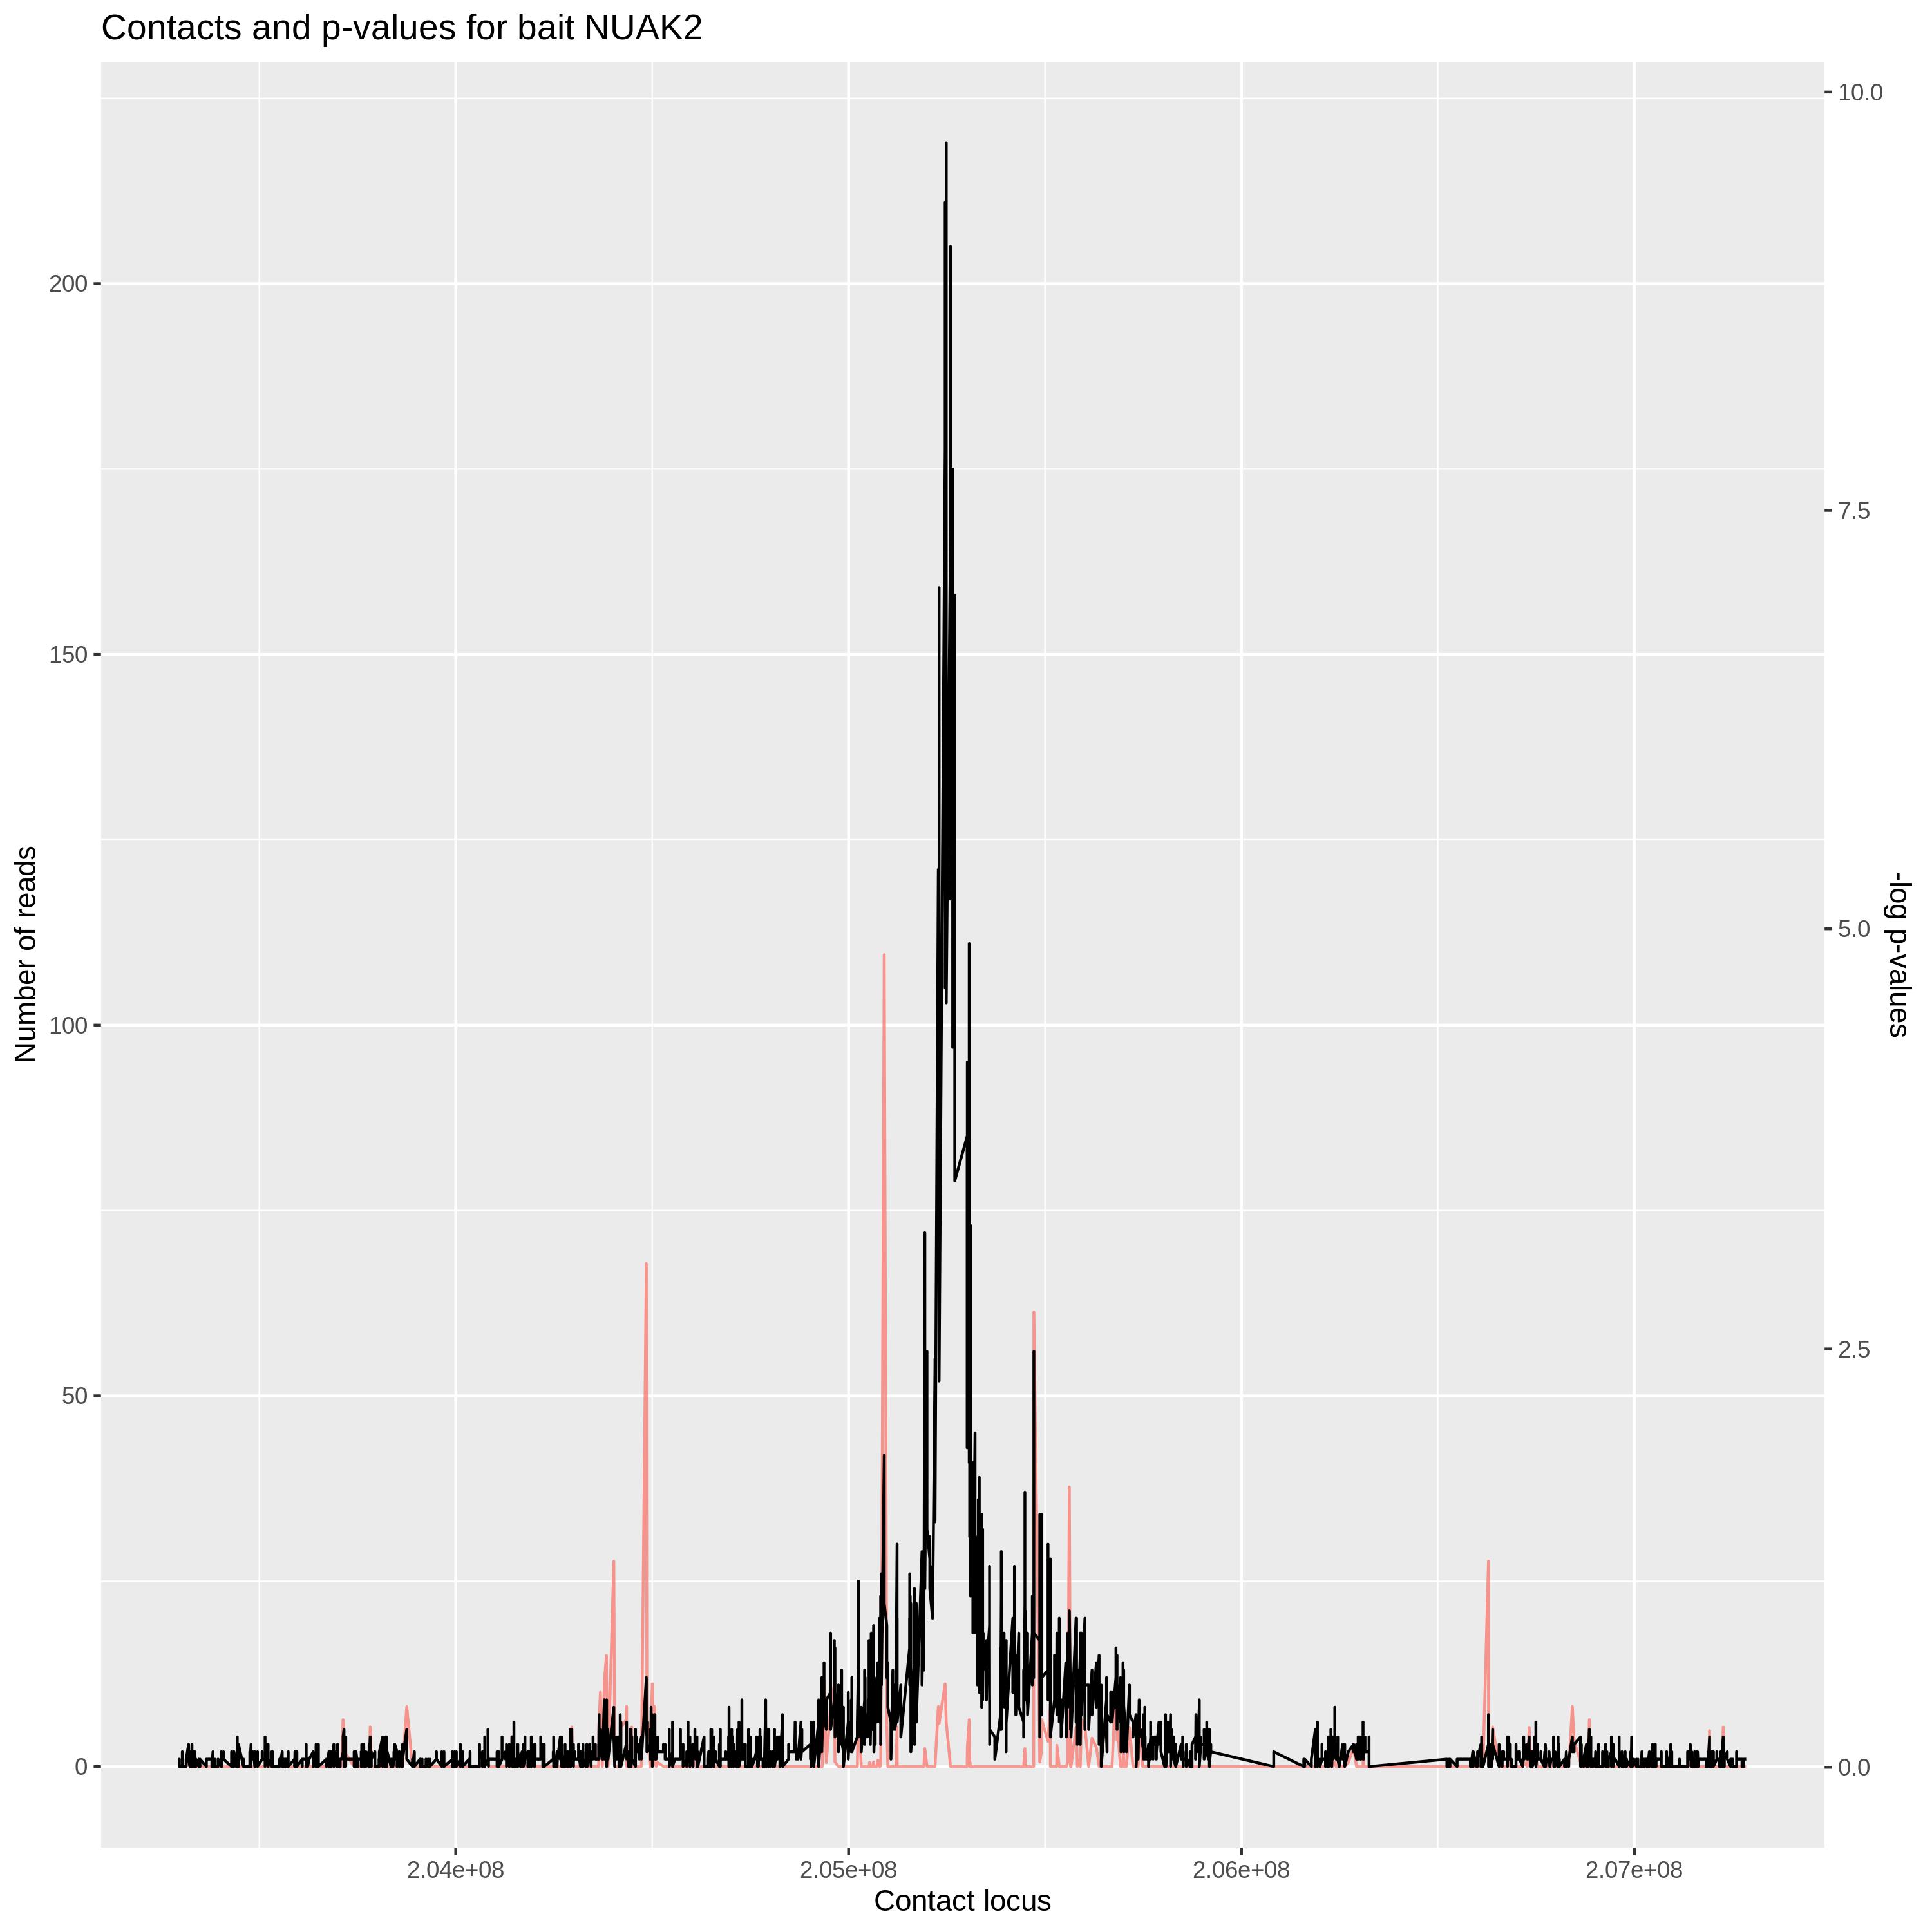 Contacts and p-values for bait NUAK2
Number of reads
200
150
100
50
0
10.0
7.5
5.0
2.5
0.0
-log p-values
2.04e+08 2.05e+08 2.06e+08 2.07e+08
Contact locus